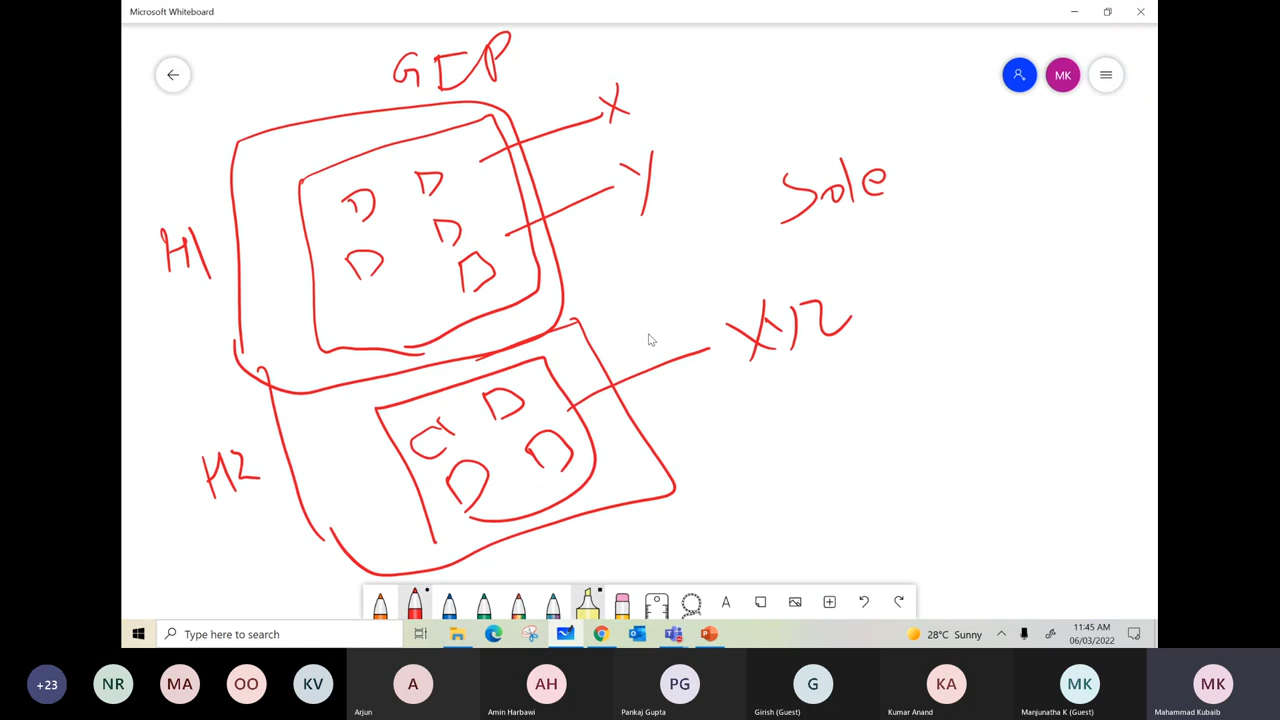 Microsoft Whiteboard
MK
GEP
X
Y
Sole
H1
D D
D
D D
X12
D
D
D
H2
A
Type here to search
28°C Sunny
11:45 AM
06/03/2022
+23
NR
MA
OO
KV
A
AH
PG
G
KA
MK
MK
Arjun
Amin Harbawi
Pankaj Gupta
Girish (Guest)
Kumar Anand
Manjunatha K (Guest)
Mahammad Kubaib